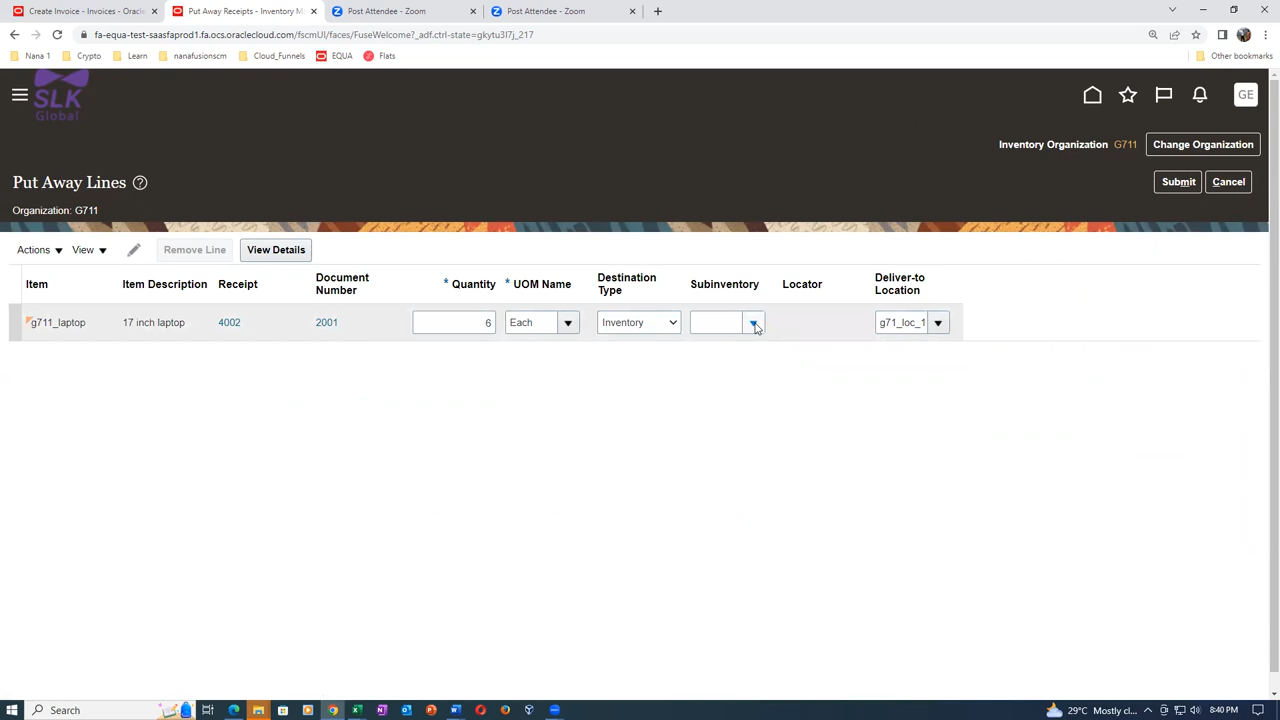 Create Invoice - Invoices - Oracl
Put Away Receipts - Inventory M
Post Attendee - Zoom
Post Attendee - Zoom
fa-equa-test-saasfaprod1.fa.ocs.oraclecloud.com/fscmUI/faces/FuseWelcome?_adf.ctrl-state=gkytu3l7j_217
Nana 1
Crypto
Learn
nanafusionscm
Cloud_Funnels
EQUA
Flats
Other bookmarks
SLK
Global
GE
Inventory Organization G711
Change Organization
Put Away Lines
Submit
Cancel
Organization: G711
Actions
View
Remove Line
View Details
Item
Item Description
Receipt
Document Number
* Quantity
* UOM Name
Destination Type
Subinventory
Locator
Deliver-to Location
g711_laptop
17 inch laptop
4002
2001
6
Each
Inventory
g71_loc_1
Search
29°C Mostly cl...
8:40 PM